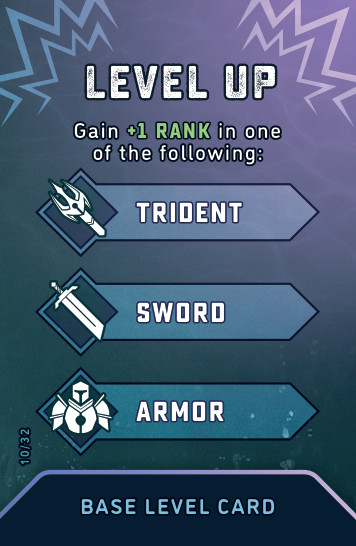 LEVEL UP
Gain +1 RANK in one
of the following:
TRIDENT
SWORD
ARMOR
10/32
BASE LEVEL CARD